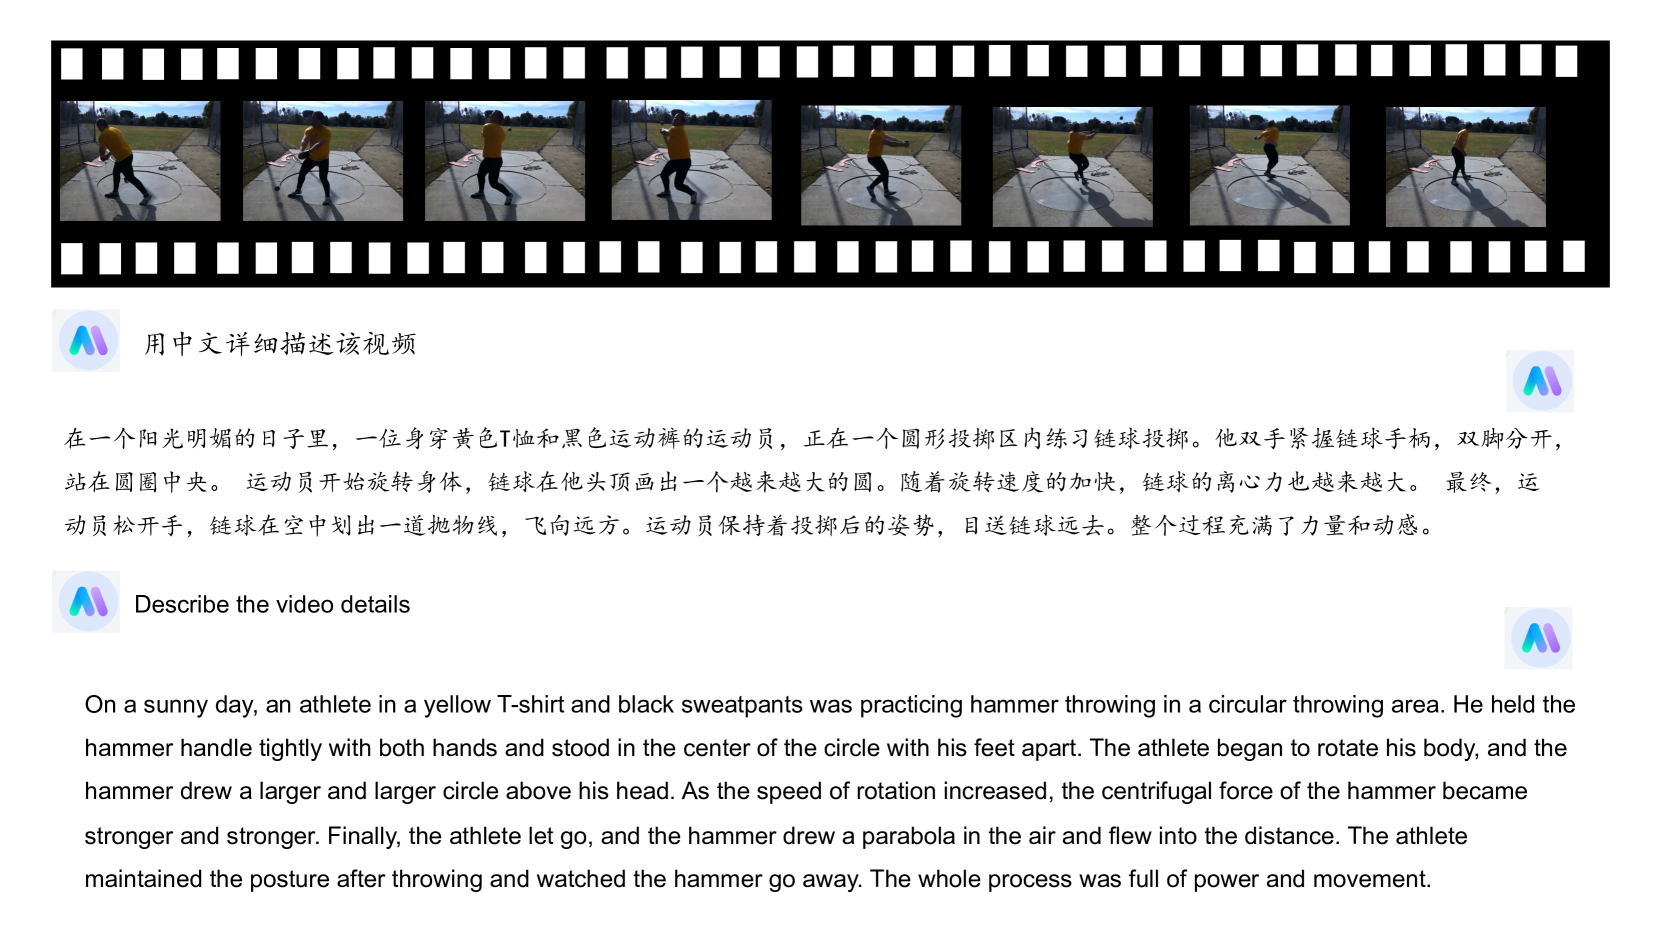 用中文详细描述该视频
在一个阳光明媚的日子里，一位身穿黄色T恤和黑色运动裤的运动员，正在一个圆形投掷区内练习链球投掷。他双手紧握链球手柄，双脚分开，
站在圆圈中央。 运动员开始旋转身体，链球在他头顶画出一个越来越大的圆。随着旋转速度的加快，链球的离心力也越来越大。 最终，运
动员松开手，链球在空中划出一道抛物线，飞向远方。运动员保持着投掷后的姿势，目送链球远去。整个过程充满了力量和动感。
Describe the video details
On a sunny day, an athlete in a yellow T-shirt and black sweatpants was practicing hammer throwing in a circular throwing area. He held the
hammer handle tightly with both hands and stood in the center of the circle with his feet apart. The athlete began to rotate his body, and the
hammer drew a larger and larger circle above his head. As the speed of rotation increased, the centrifugal force of the hammer became
stronger and stronger. Finally, the athlete let go, and the hammer drew a parabola in the air and flew into the distance. The athlete
maintained the posture after throwing and watched the hammer go away. The whole process was full of power and movement.